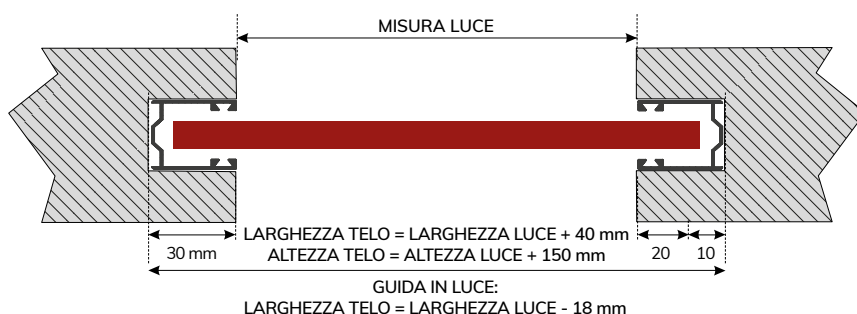 MISURA LUCE
LARGHEZZA TELO = LARGHEZZA LUCE + 40 mm
30 mm
ALTEZZA TELO = ALTEZZA LUCE + 150 mm
20
10
GUIDA IN LUCE:
LARGHEZZA TELO = LARGHEZZA LUCE - 18 mm